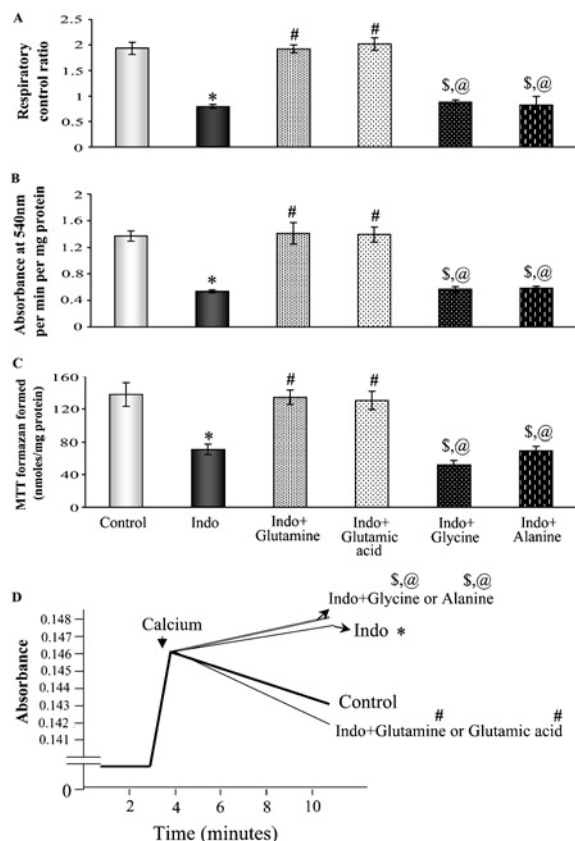 A
Respiratory
control ratio
2.5
2
1.5
1
0.5
0
*
#
#
$,@
$,@
B
Absorbance at 540nm
per min per mg protein
2
1.6
1.2
0.8
0.4
0
*
#
#
$,@
$,@
C
MTT formazan formed
(nmoles/mg protein)
160
120
80
40
0
*
#
#
$,@
$,@
Control
Indo
Indo+
Glutamine
Indo+
Glutamic
acid
Indo+
Glycine
Indo+
Alanine
D
Absorbance
0.148
0.147
0.146
0.144
0.143
0.142
0.141
0
Calcium
$,@ $,@
Indo+Glycine or Alanine
Indo *
Control
# #
Indo+Glutamine or Glutamic acid
2 4 6 8 10
Time (minutes)